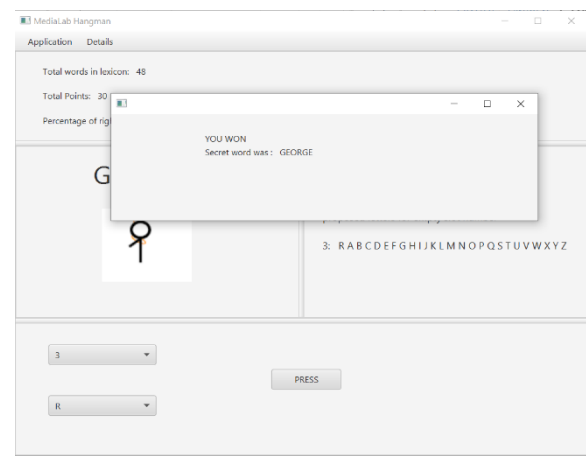 MediaLab Hangman
Application Details
Total words in lexicon: 48
Total Points: 30
Percentage of
YOU WON
Secret word was : GEORGE
G
3: R A B C D E F G H I J K L M N O P Q S T U V W X Y Z
3
PRESS
R